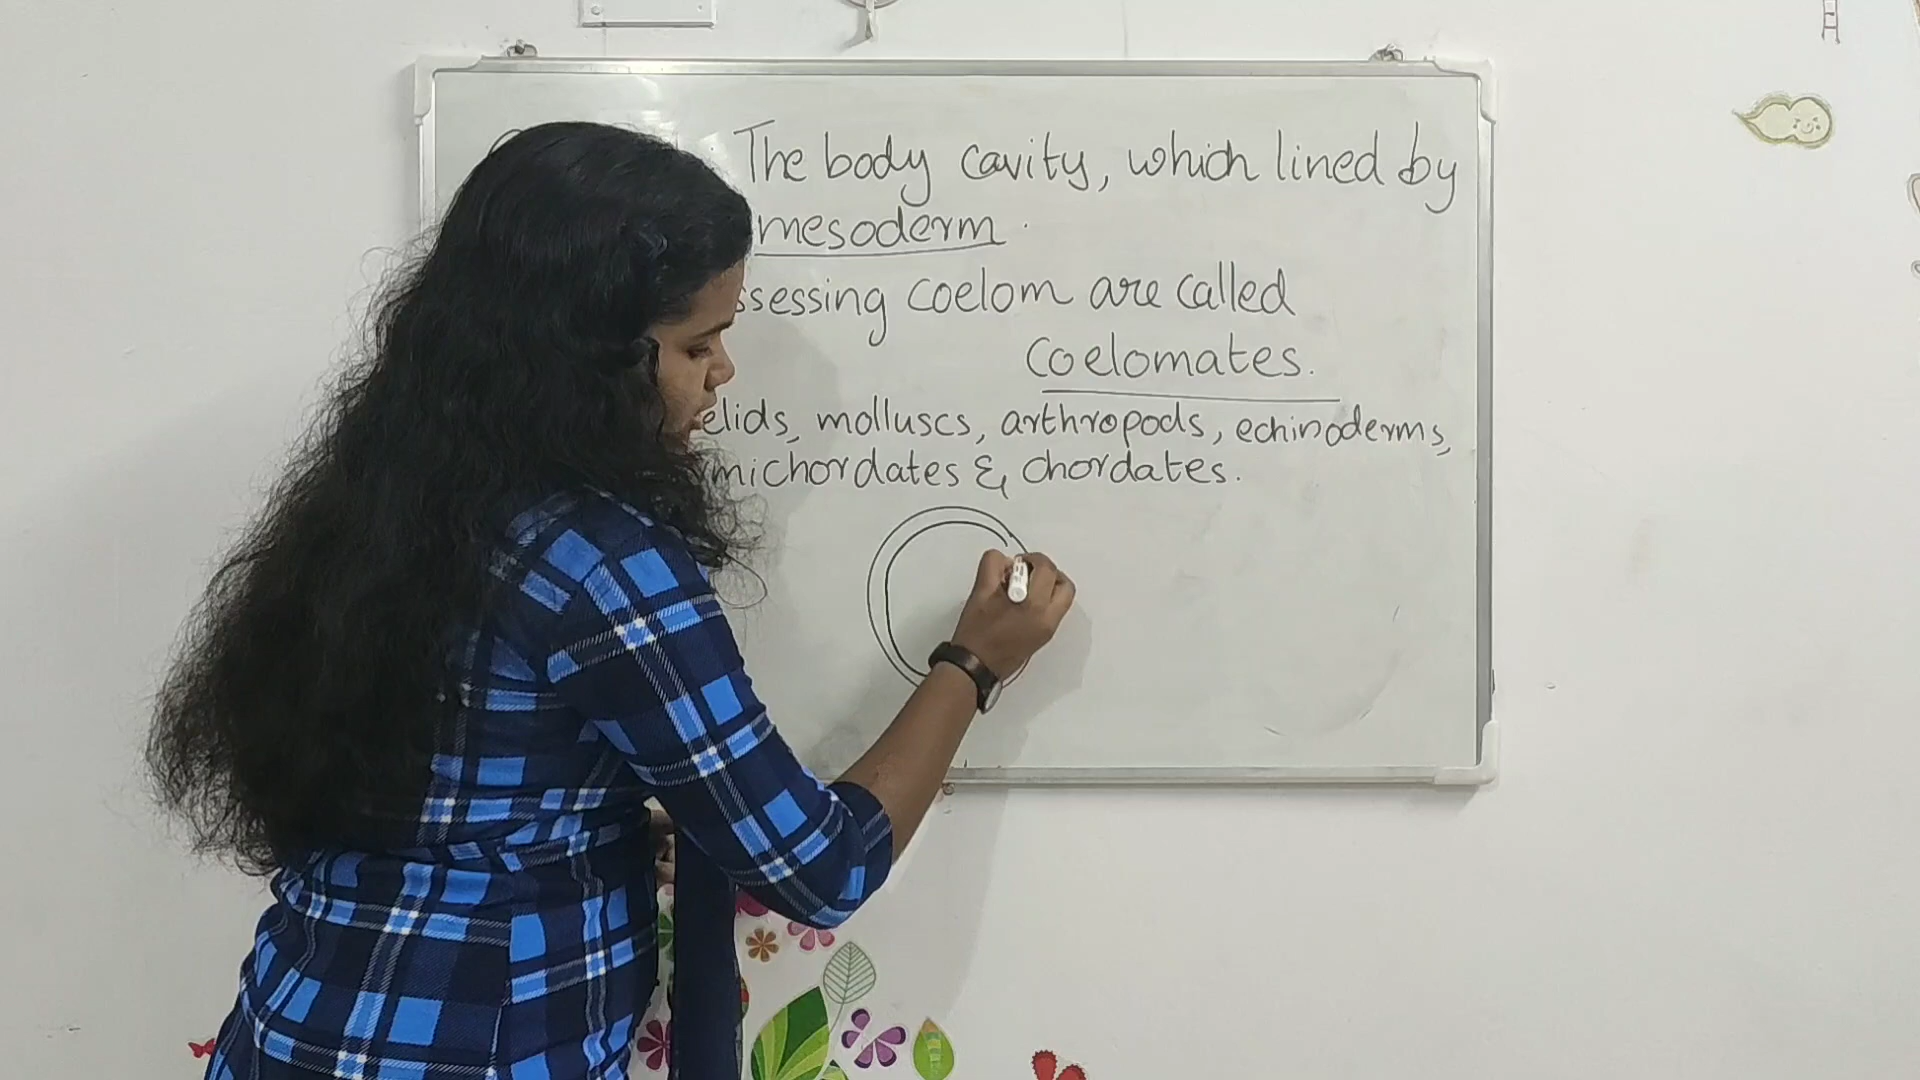 : The body cavity, which lined by
mesoderm.
ssessing coelom are called
Coelomates.
elids, molluscs, arthropods, echinoderms,
michordates & chordates.